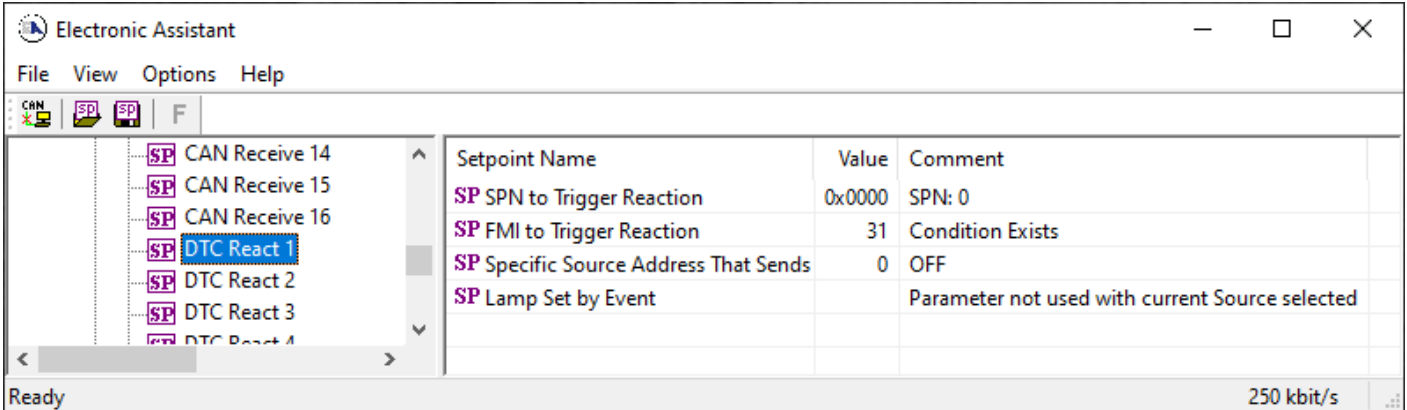 Electronic Assistant
File View Options Help
CAN SP SP F
SP CAN Receive 14
SP CAN Receive 15
SP CAN Receive 16
SP DTC React 1
SP DTC React 2
SP DTC React 3
SP DTC React 4
Setpoint Name Value Comment
SP SPN to Trigger Reaction 0x0000 SPN: 0
SP FMI to Trigger Reaction 31 Condition Exists
SP Specific Source Address That Sends 0 OFF
SP Lamp Set by Event Parameter not used with current Source selected
Ready 250 kbit/s